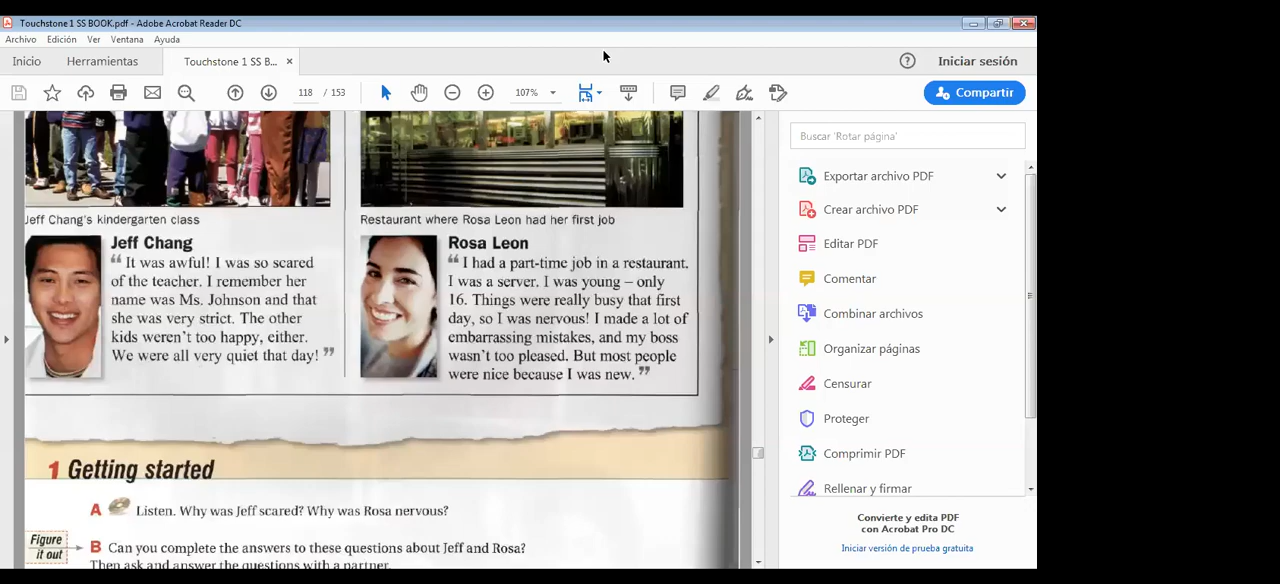 Touchstone 1 SS BOOK.pdf - Adobe Acrobat Reader DC
Archivo Edición Ver Ventana Ayuda
Inicio Herramientas Touchstone 1 SS B... × Iniciar sesión
118 / 153 107% Compartir
Jeff Chang's kindergarten class
Jeff Chang
“ It was awful! I was so scared
of the teacher. I remember her
name was Ms. Johnson and that
she was very strict. The other
kids weren't too happy, either.
We were all very quiet that day! ”
Restaurant where Rosa Leon had her first job
Rosa Leon
“ I had a part-time job in a restaurant.
I was a server. I was young – only
16. Things were really busy that first
day, so I was nervous! I made a lot of
embarrassing mistakes, and my boss
wasn't too pleased. But most people
were nice because I was new. ”
1 Getting started
A Listen. Why was Jeff scared? Why was Rosa nervous?
Figure
it out
B Can you complete the answers to these questions about Jeff and Rosa?
Then ask and answer the questions with a partner.
Buscar 'Rotar página'
Exportar archivo PDF
Crear archivo PDF
Editar PDF
Comentar
Combinar archivos
Organizar páginas
Censurar
Proteger
Comprimir PDF
Rellenar y firmar
Convierte y edita PDF
con Acrobat Pro DC
Iniciar versión de prueba gratuita